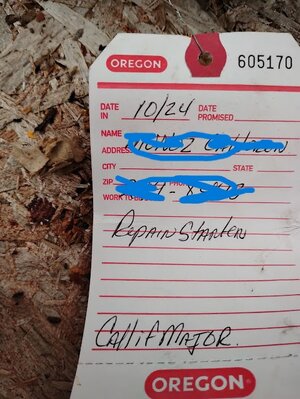 OREGON
605170
DATE IN 10/24 DATE PROMISED
NAME
ADDRESS
CITY STATE
ZIP
WORK TO BE
Repair Starter
Call if Major.
OREGON